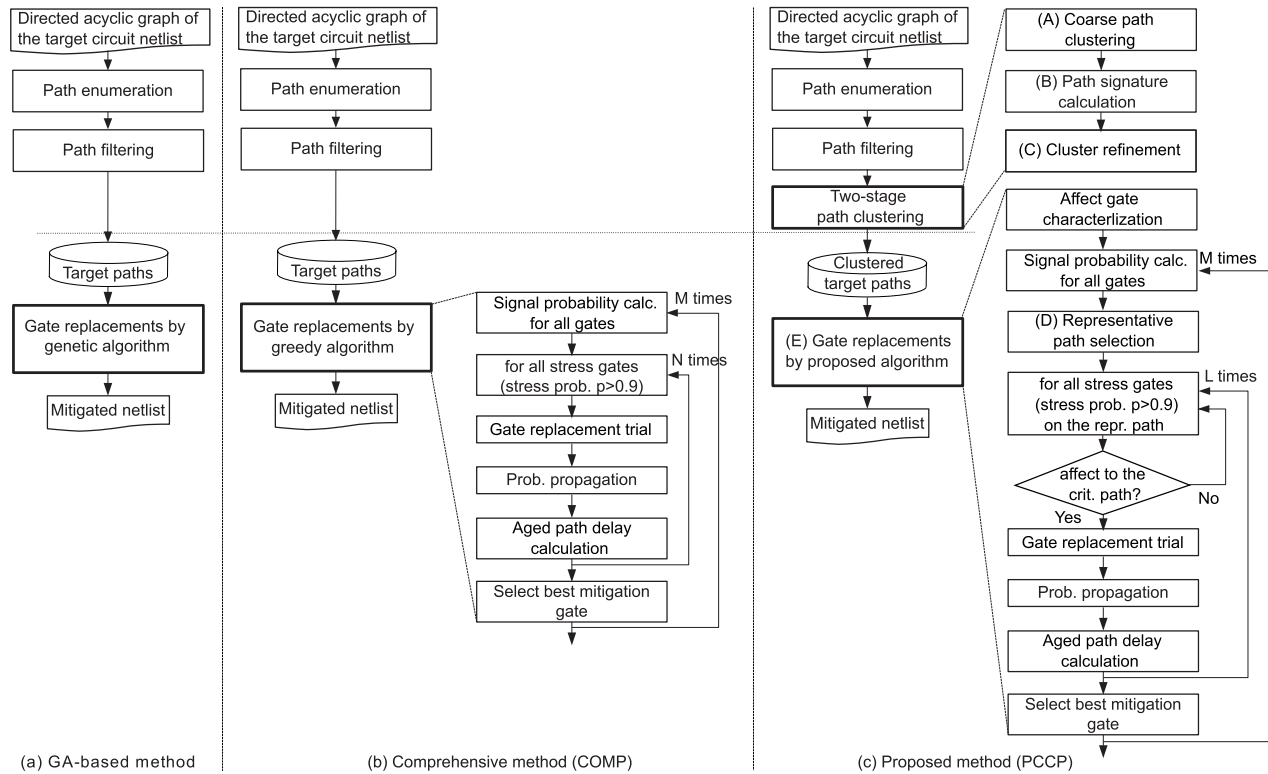 Directed acyclic graph of
the target circuit netlist
Path enumeration
Path filtering
Target paths
Gate replacements by
genetic algorithm
Mitigated netlist
(a) GA-based method
Directed acyclic graph of
the target circuit netlist
Path enumeration
Path filtering
Target paths
Gate replacements by
greedy algorithm
Mitigated netlist
Signal probability calc.
for all gates
M times
for all stress gates
(stress prob. p>0.9)
N times
Gate replacement trial
Prob. propagation
Aged path delay
calculation
Select best mitigation
gate
(b) Comprehensive method (COMP)
Directed acyclic graph of
the target circuit netlist
Path enumeration
Path filtering
Two-stage
path clustering
Clustered
target paths
(E) Gate replacements
by proposed algorithm
Mitigated netlist
(A) Coarse path
clustering
(B) Path signature
calculation
(C) Cluster refinement
Affect gate
characterlization
Signal probability calc.
for all gates
M times
(D) Representative
path selection
for all stress gates
(stress prob. p>0.9)
on the repr. path
L times
affect to the
crit. path?
No
Yes
Gate replacement trial
Prob. propagation
Aged path delay
calculation
Select best mitigation
gate
(c) Proposed method (PCCP)